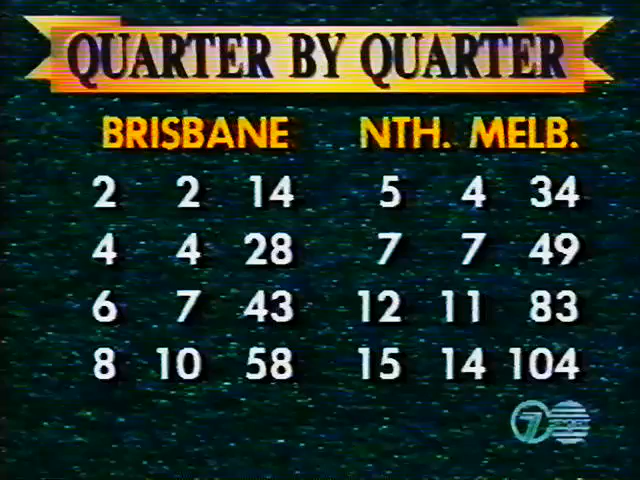 QUARTER BY QUARTER
BRISBANE NTH. MELB.
2 2 14 5 4 34
4 4 28 7 7 49
6 7 43 12 11 83
8 10 58 15 14 104
7